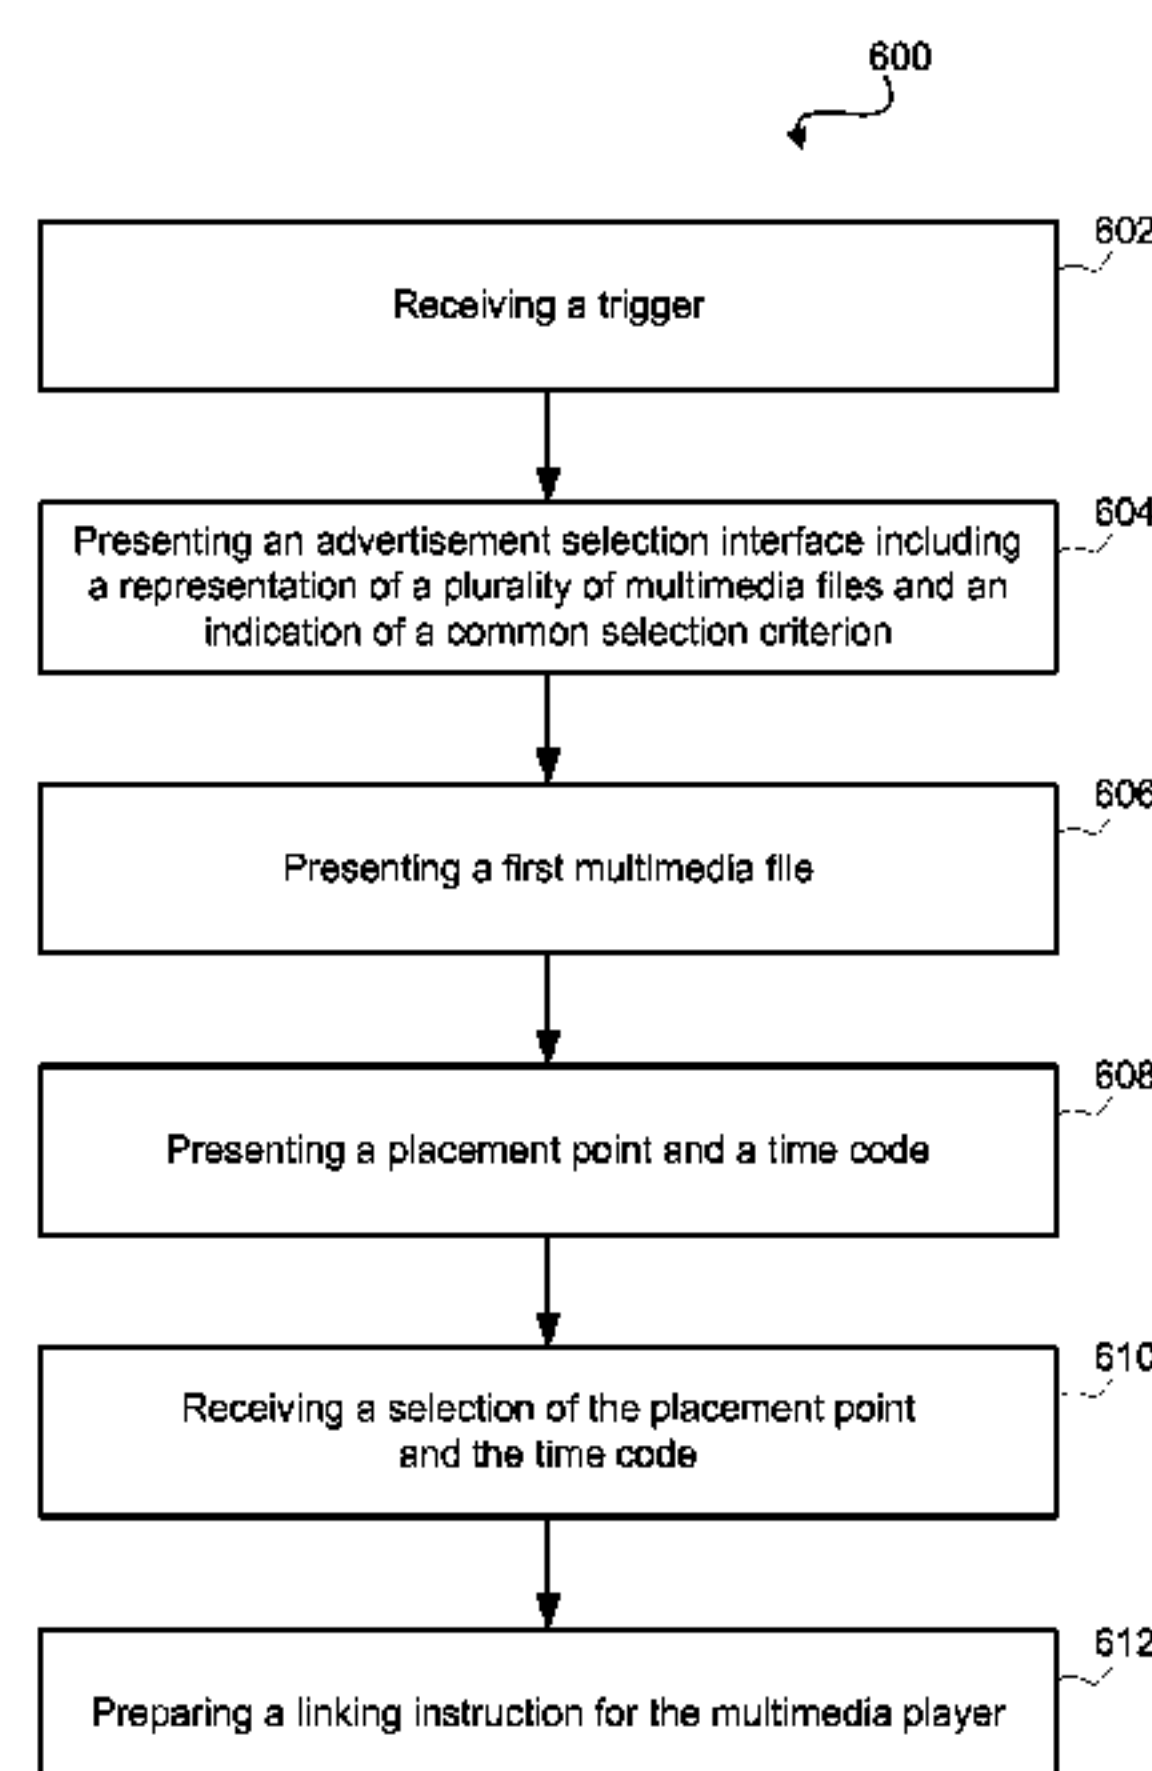 600
602
Receiving a trigger
604
Presenting an advertisement selection interface including
a representation of a plurality of multimedia files and an
indication of a common selection criterion
606
Presenting a first multimedia file
608
Presenting a placement point and a time code
610
Receiving a selection of the placement point
and the time code
612
Preparing a linking instruction for the multimedia player